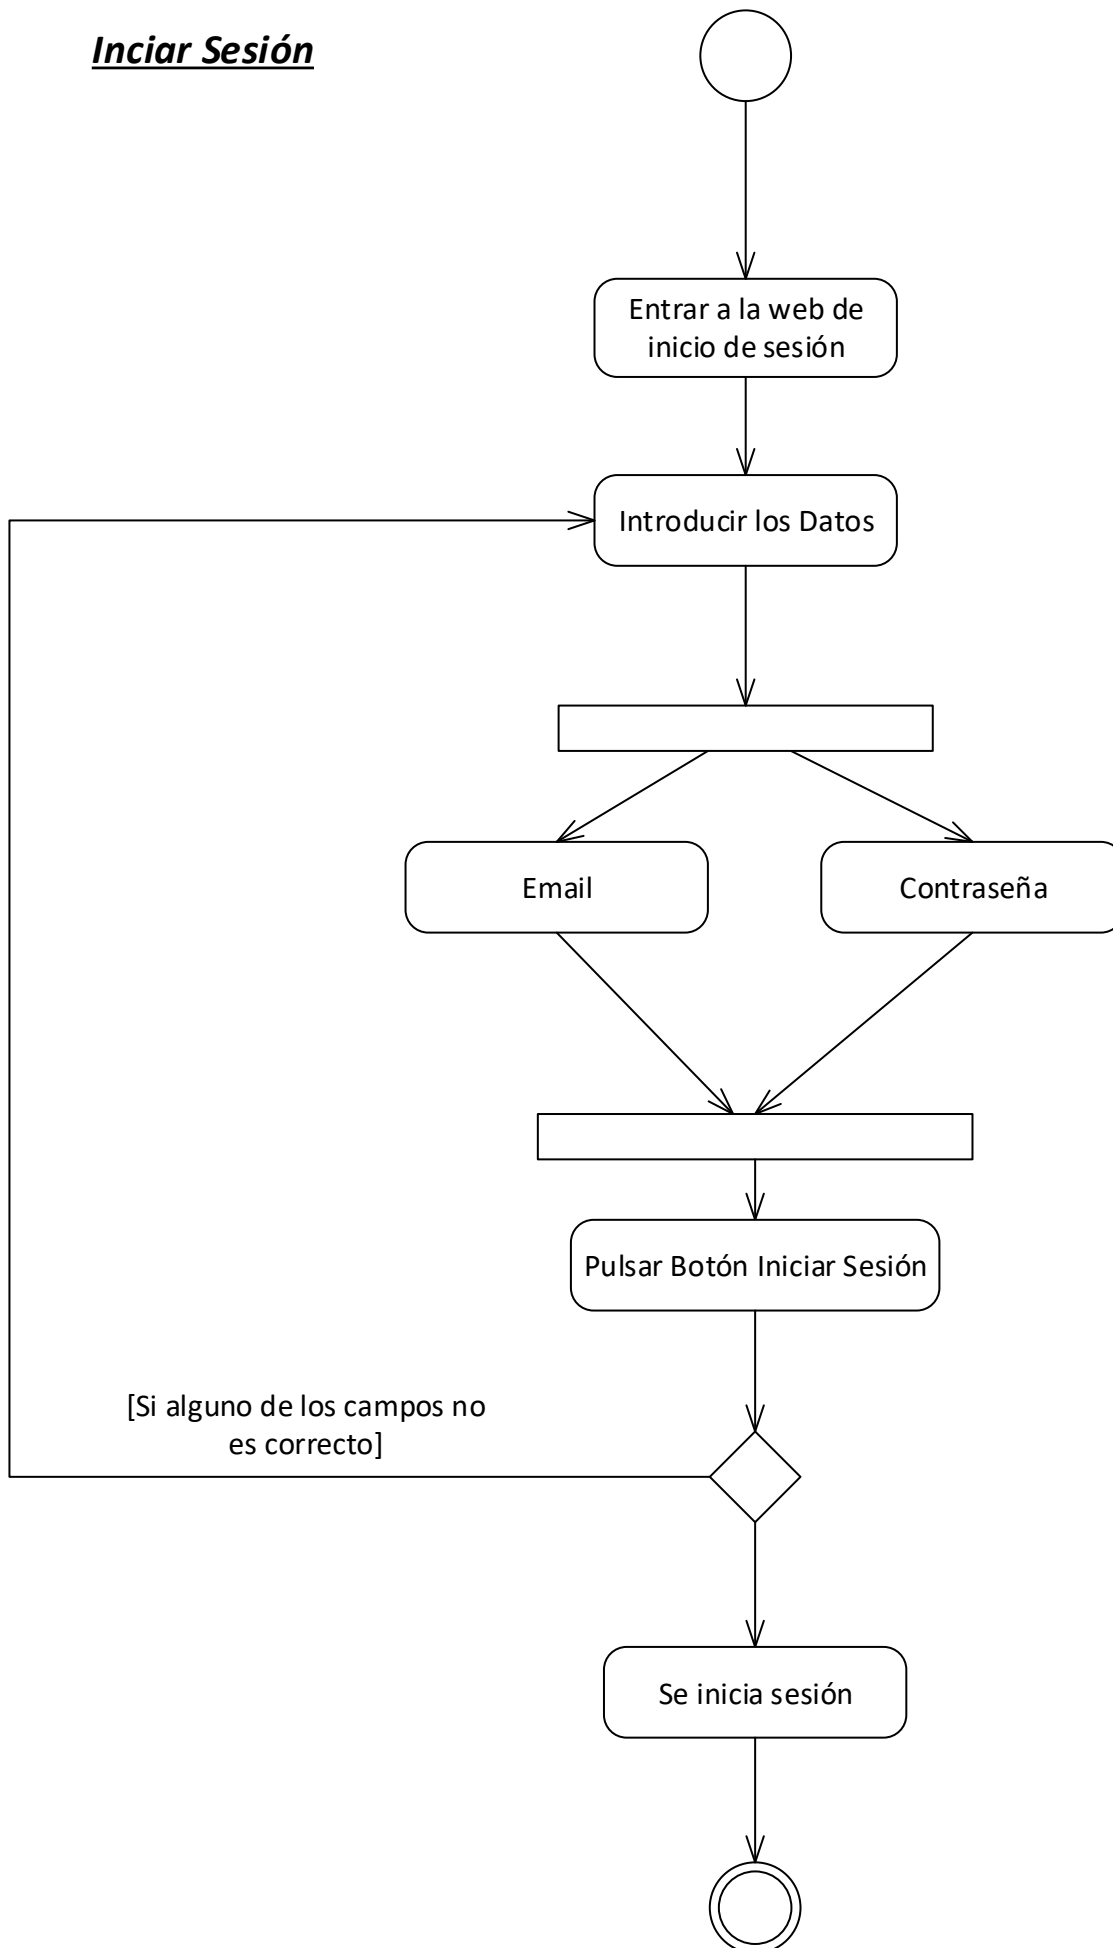 Inciar Sesión
Entrar a la web de
inicio de sesión
Introducir los Datos
Email
Contraseña
Pulsar Botón Iniciar Sesión
[Si alguno de los campos no
es correcto]
Se inicia sesión